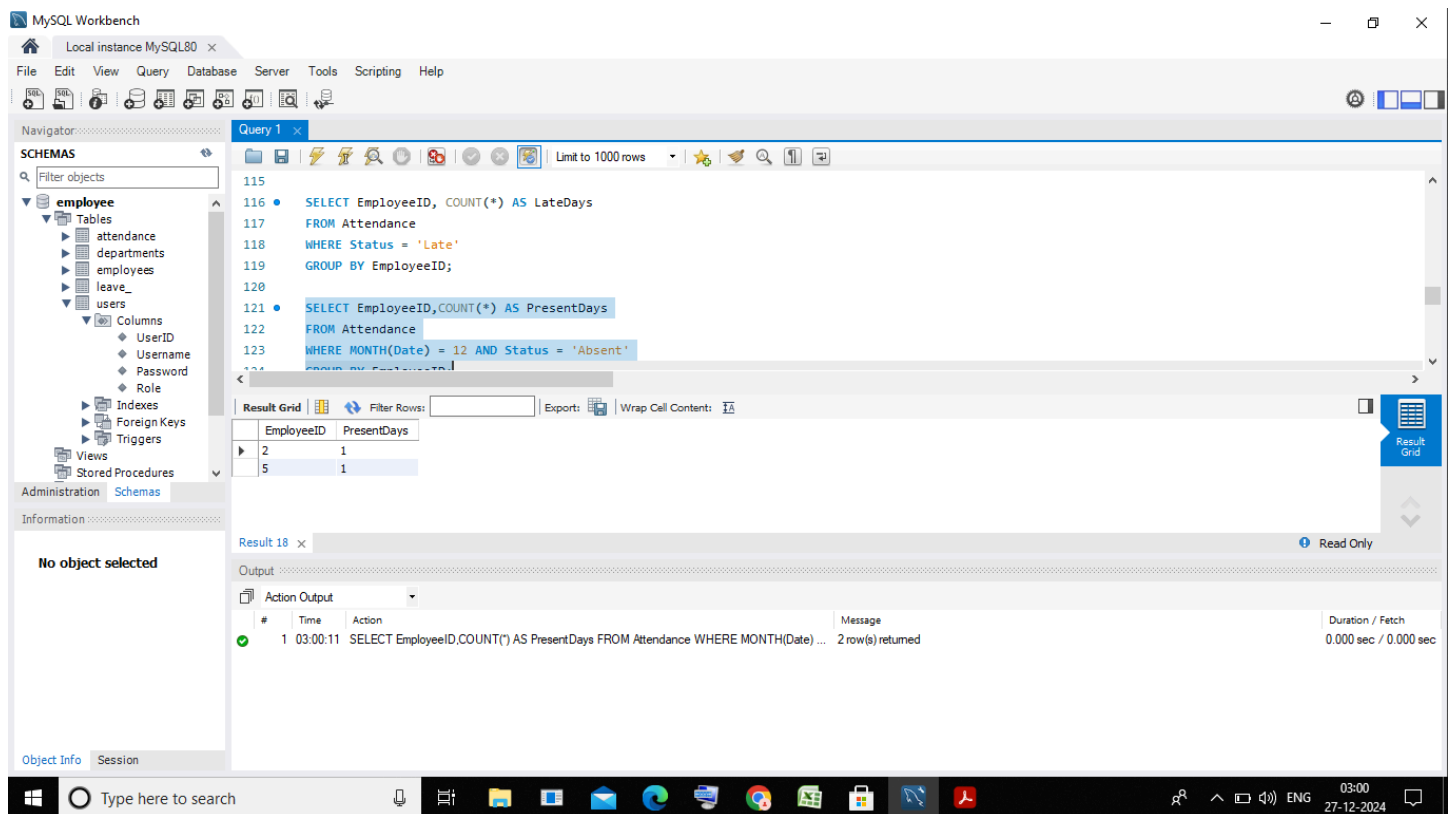 MySQL Workbench
Local instance MySQL80
File Edit View Query Database Server Tools Scripting Help
Navigator
SCHEMAS
Filter objects
employee
Tables
attendance
departments
employees
leave_
users
Columns
UserID
Username
Password
Role
Indexes
Foreign Keys
Triggers
Views
Stored Procedures
Administration Schemas
Information
No object selected
Object Info Session
Query 1
Limit to 1000 rows
115
116 SELECT EmployeeID, COUNT(*) AS LateDays
117 FROM Attendance
118 WHERE Status = 'Late'
119 GROUP BY EmployeeID;
120
121 SELECT EmployeeID,COUNT(*) AS PresentDays
122 FROM Attendance
123 WHERE MONTH(Date) = 12 AND Status = 'Absent'
124 GROUP BY EmployeeID;
Result Grid Filter Rows: Export: Wrap Cell Content:
EmployeeID PresentDays
2 1
5 1
Result Grid
Result 18 Read Only
Output
Action Output
# Time Action Message Duration / Fetch
1 03:00:11 SELECT EmployeeID,COUNT(*) AS PresentDays FROM Attendance WHERE MONTH(Date) ... 2 row(s) returned 0.000 sec / 0.000 sec
Type here to search
ENG
03:00
27-12-2024